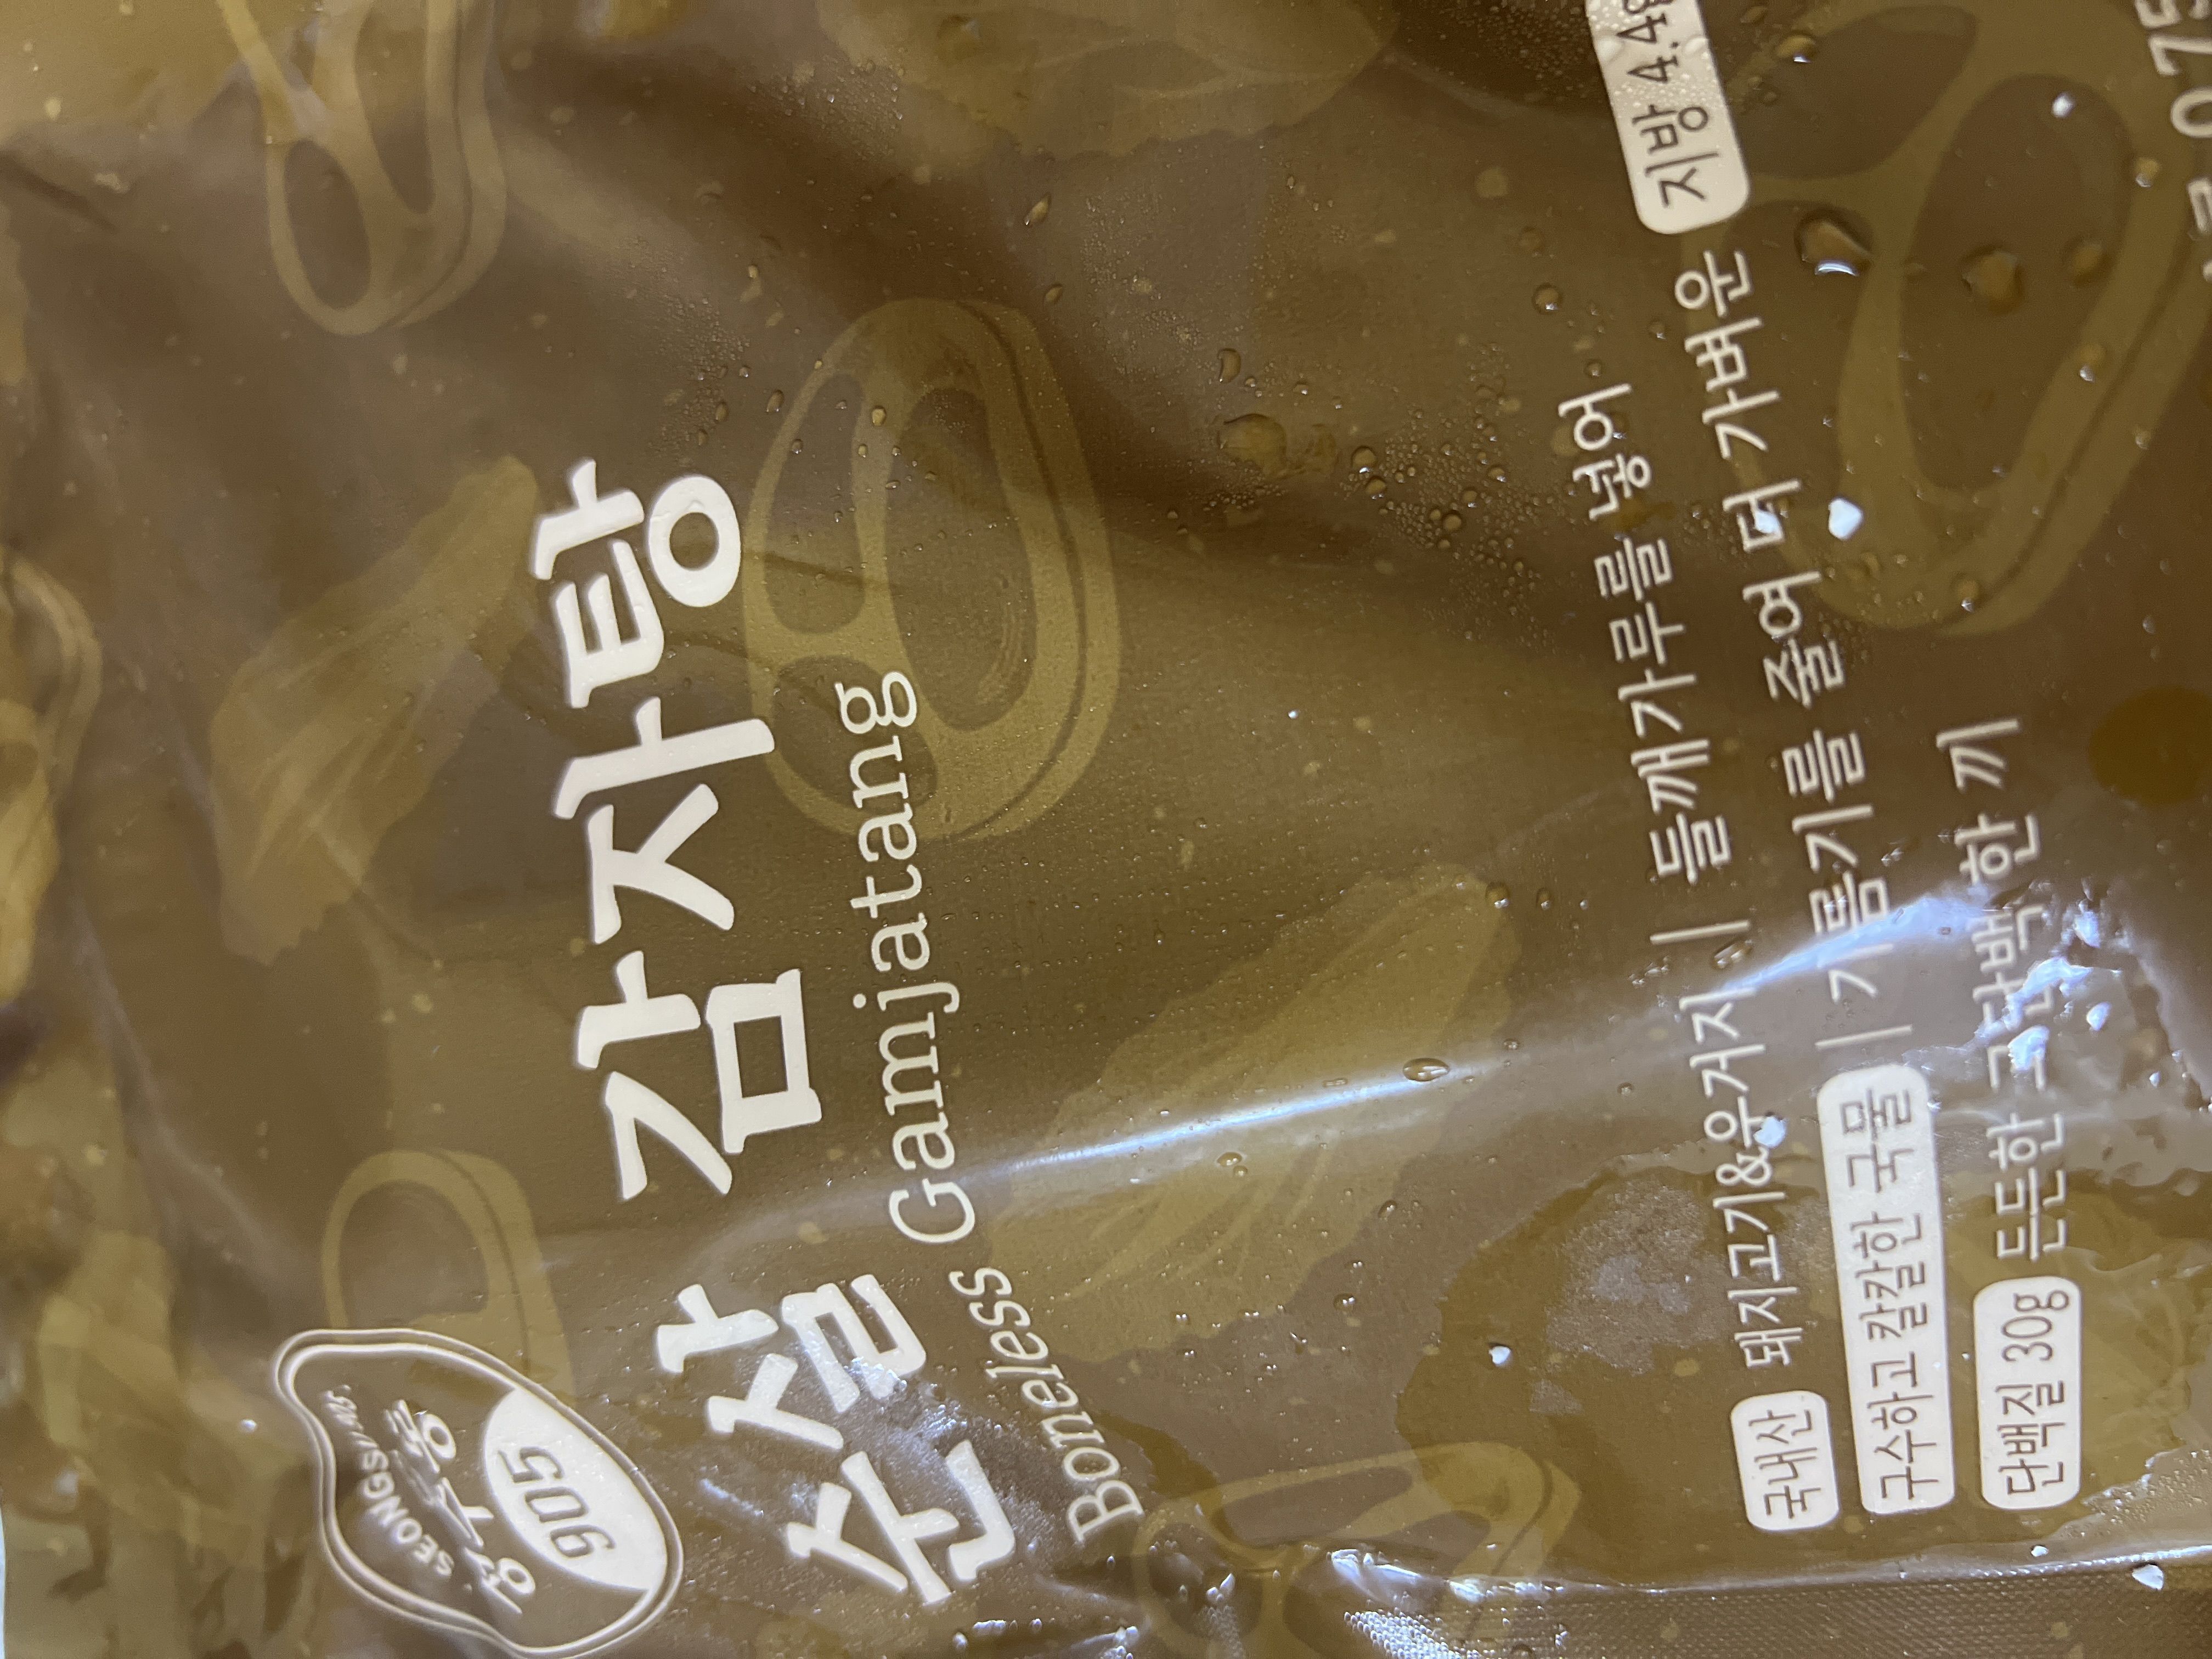 SEONGSU
성수동
905
순살 감자탕
Boneless Gamjatang
국내산 돼지고기&우거지 | 들깨가루를 넣어
구수하고 칼칼한 국물 | 기름기를 줄여 더 가벼운 지방 4.4g
단백질 30g 든든한 고단백 한 끼